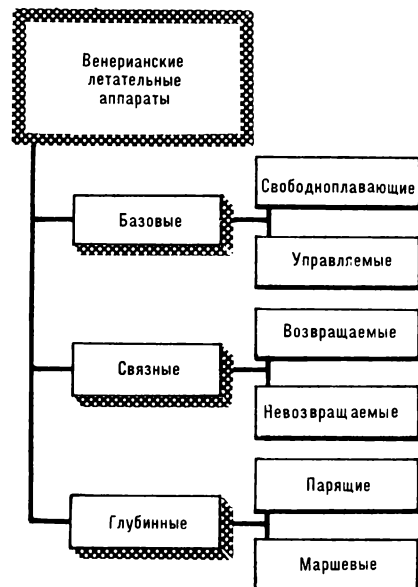 Венерианские
летательные
аппараты
Базовые
Свободноплавающие
Управляемые
Связные
Возвращаемые
Невозвращаемые
Глубинные
Парящие
Маршевые